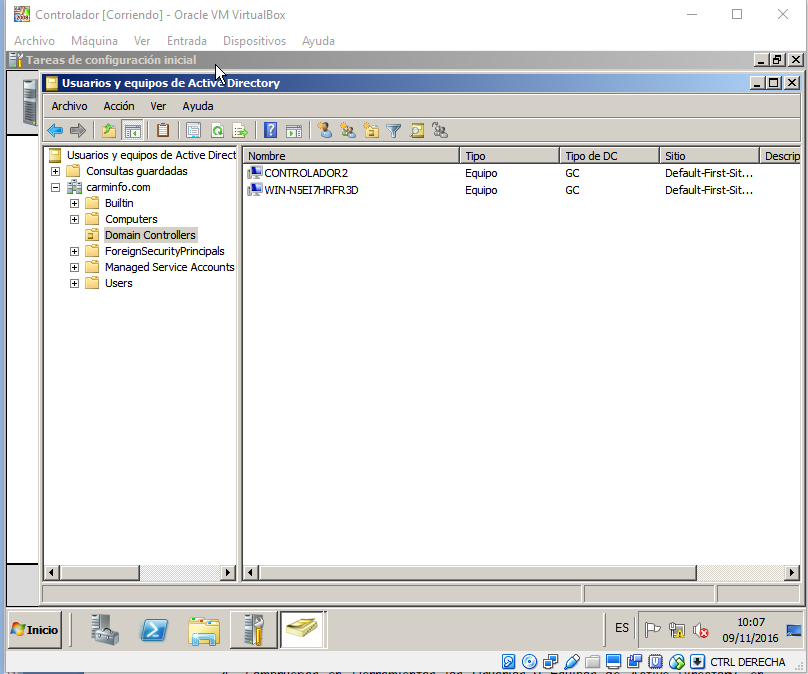 Controlador [Corriendo] - Oracle VM VirtualBox
Archivo Máquina Ver Entrada Dispositivos Ayuda
Tareas de configuración inicial
Usuarios y equipos de Active Directory
Archivo Acción Ver Ayuda
Usuarios y equipos de Active Direct
Consultas guardadas
carminfo.com
Builtin
Computers
Domain Controllers
ForeignSecurityPrincipals
Managed Service Accounts
Users
Nombre Tipo Tipo de DC Sitio Descrip
CONTROLADOR2 Equipo GC Default-First-Sit...
WIN-N5EI7HRFR3D Equipo GC Default-First-Sit...
Inicio ES 10:07
09/11/2016
CTRL DERECHA